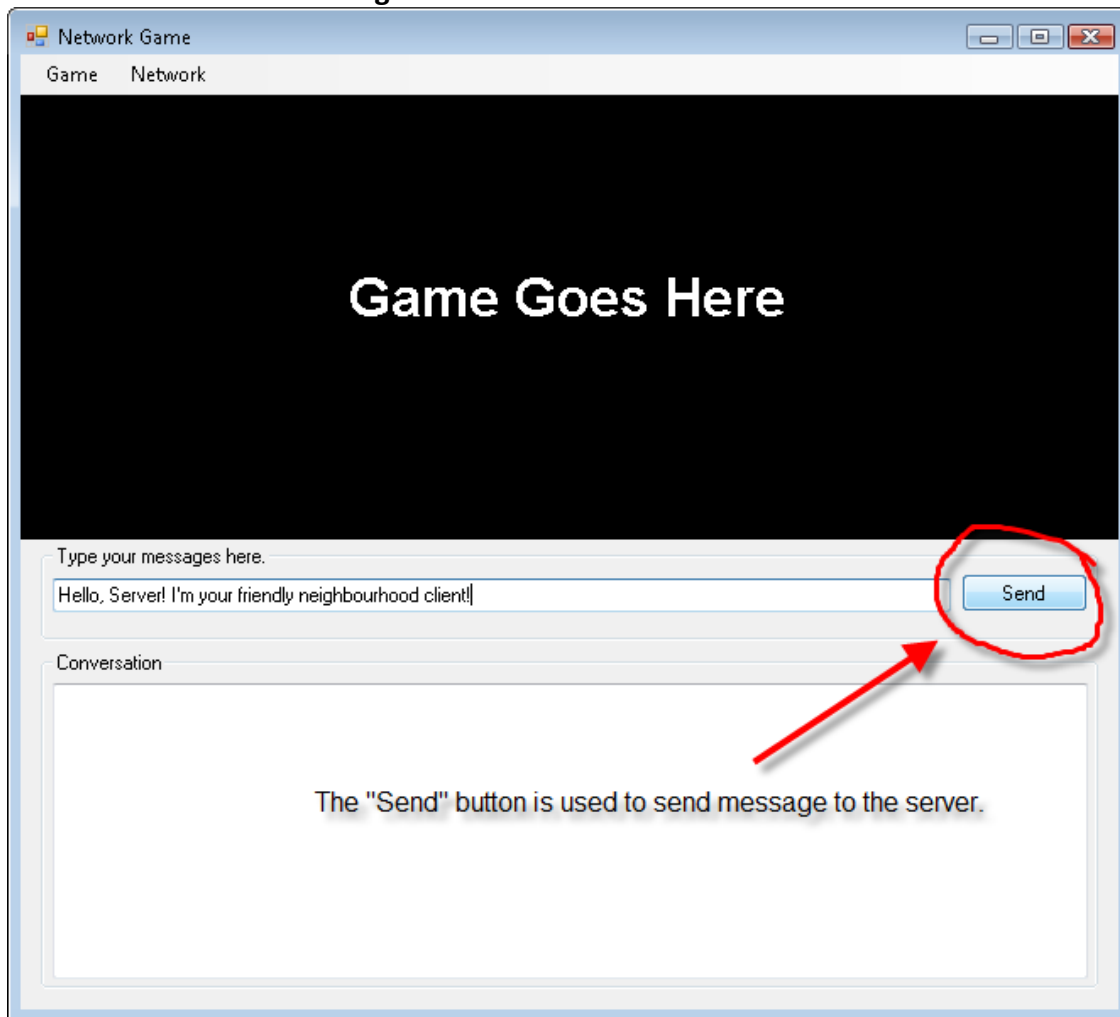 Network Game
Game Network
Game Goes Here
Type your messages here.
Hello, Server! I'm your friendly neighbourhood client!
Send
Conversation
The "Send" button is used to send message to the server.